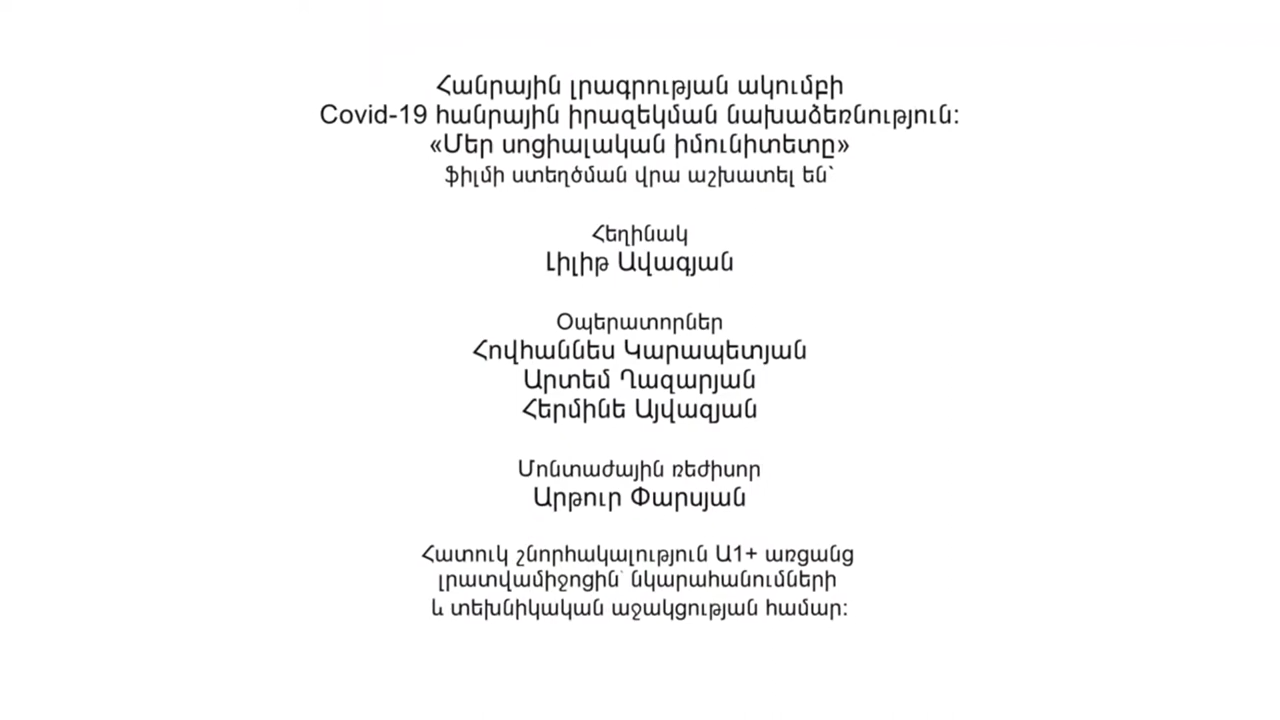 Հանրային լրագրության ակումբի
Covid-19 հանրային իրազեկման նախաձեռնություն:
«Մեր սոցիալական իմունիտետը»
ֆիլմի ստեղծման վրա աշխատել են`
Հեղինակ
Լիլիթ Ավագյան
Օպերատորներ
Հովհաննես Կարապետյան
Արտեմ Ղազարյան
Հերմինե Այվազյան
Մոնտաժային ռեժիսոր
Արթուր Փարսյան
Հատուկ շնորհակալություն Ա1+ առցանց
լրատվամիջոցին` նկարահանումների
և տեխնիկական աջակցության համար: